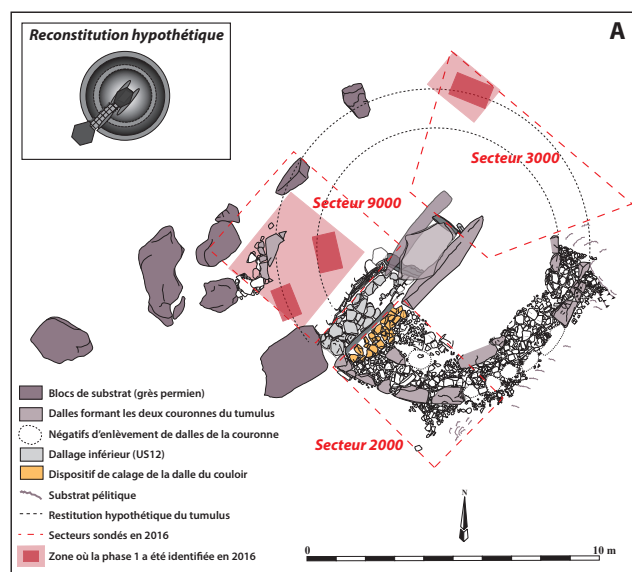 Reconstitution hypothétique
A
Secteur 3000
Secteur 9000
Secteur 2000
Blocs de substrat (grès permien)
Dalles formant les deux couronnes du tumulus
Négatifs d'enlèvement de dalles de la couronne
Dallage inférieur (US12)
Dispositif de calage de la dalle du couloir
Substrat pélitique
Restitution hypothétique du tumulus
Secteurs sondés en 2016
Zone où la phase 1 a été identifiée en 2016
N
0 10 m